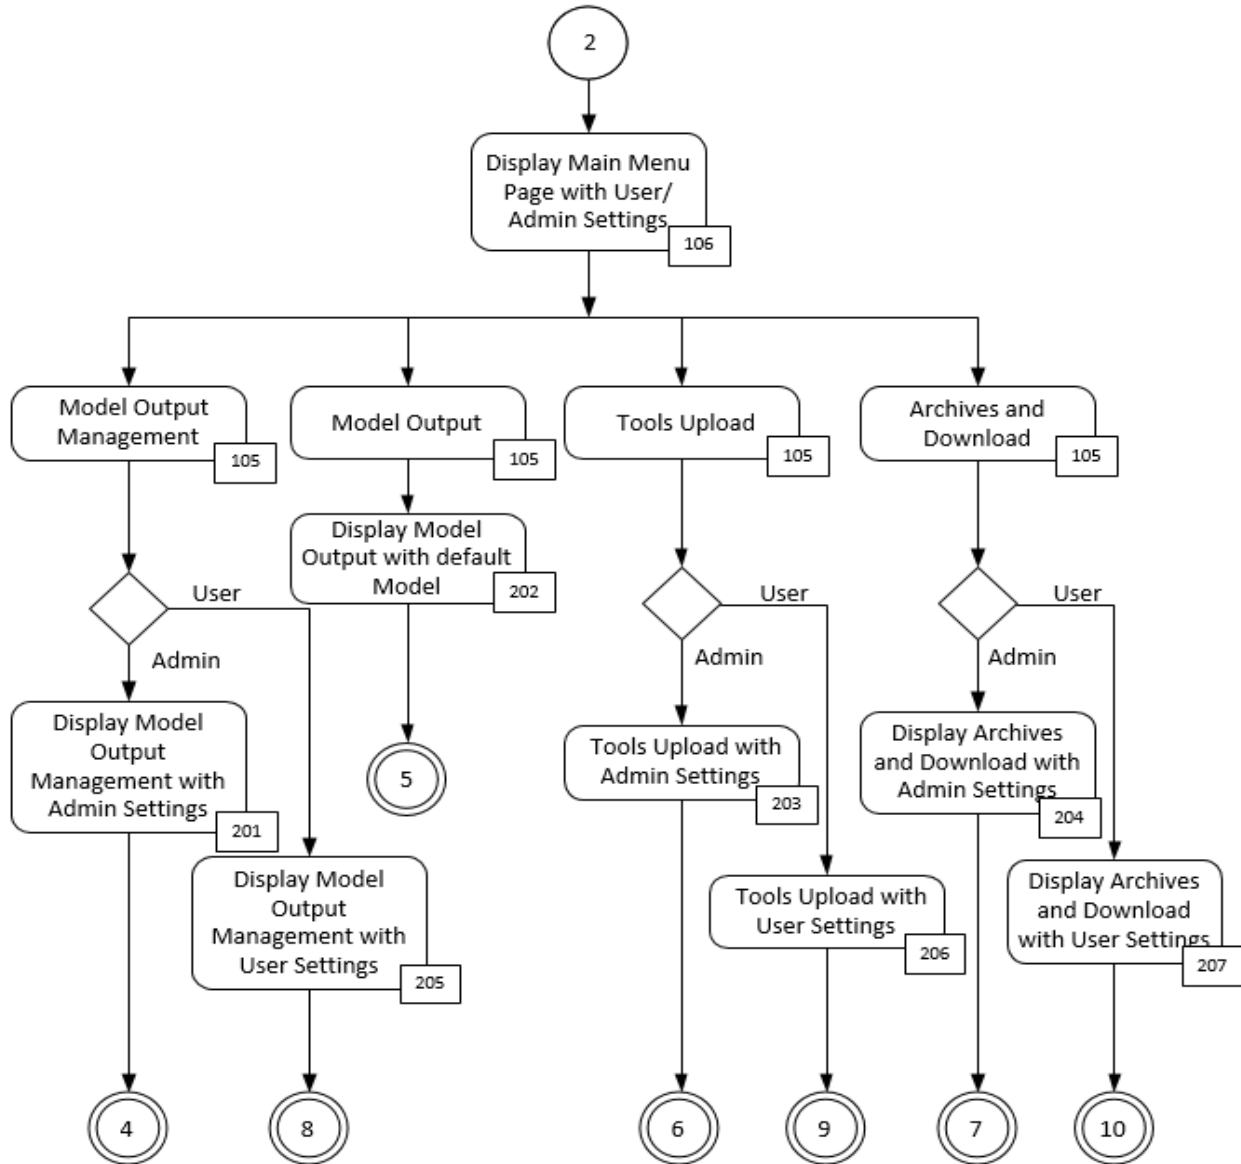 2
Display Main Menu
Page with User/
Admin Settings
106
Model Output
Management
105
Model Output
105
Tools Upload
105
Archives and
Download
105
Display Model
Output with default
Model
202
User
Admin
User
Admin
User
Admin
Display Model
Output
Management with
Admin Settings
201
5
Tools Upload with
Admin Settings
203
Display Archives
and Download with
Admin Settings
204
Display Model
Output
Management with
User Settings
205
Tools Upload with
User Settings
206
Display Archives
and Download
with User Settings
207
4
8
6
9
7
10